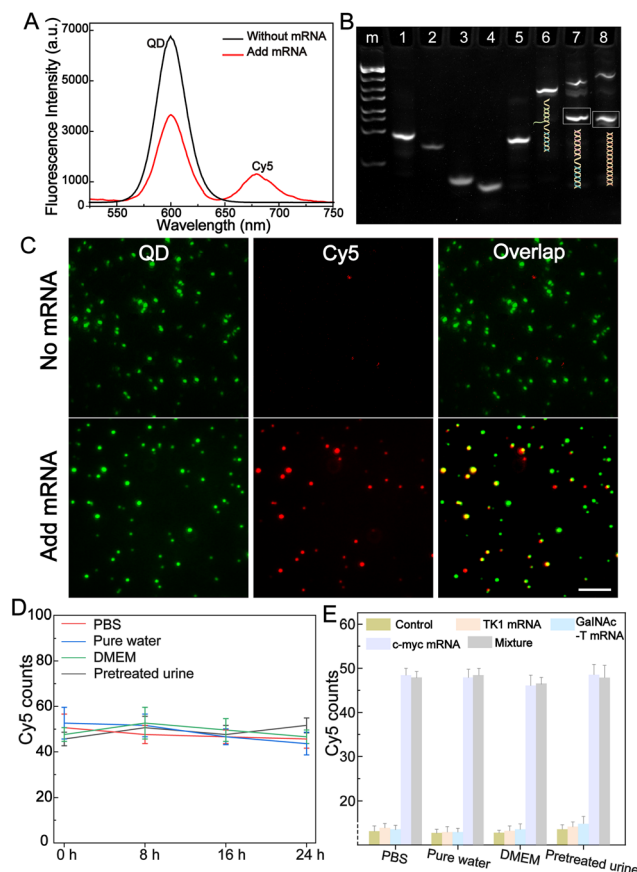 A
Fluorescence Intensity (a.u.)
7000
5000
3000
1000
0
QD
Without mRNA
Add mRNA
Cy5
550
600
650
700
750
Wavelength (nm)
B
m 1 2 3 4 5 6 7 8
C
QD Cy5 Overlap
No mRNA
Add mRNA
D
Cy5 counts
100
80
60
40
20
0
PBS
Pure water
DMEM
Pretreated urine
0 h 8 h 16 h 24 h
E
Cy5 counts
60
50
40
30
20
Control TK1 mRNA GalNAc
-T mRNA
c-myc mRNA Mixture
PBS Pure water DMEM Pretreated urine